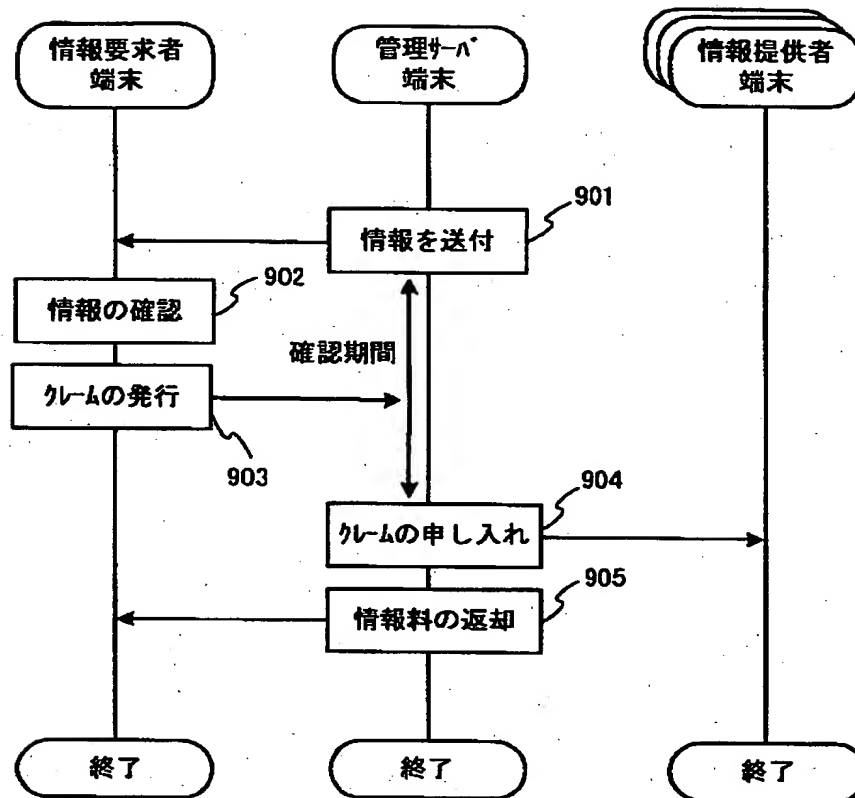 情報要求者
端末
管理ｻｰﾊﾞ
端末
情報提供者
端末
901
情報を送付
902
情報の確認
確認期間
ｸﾚｰﾑの発行
903
904
ｸﾚｰﾑの申し入れ
905
情報料の返却
終了
終了
終了